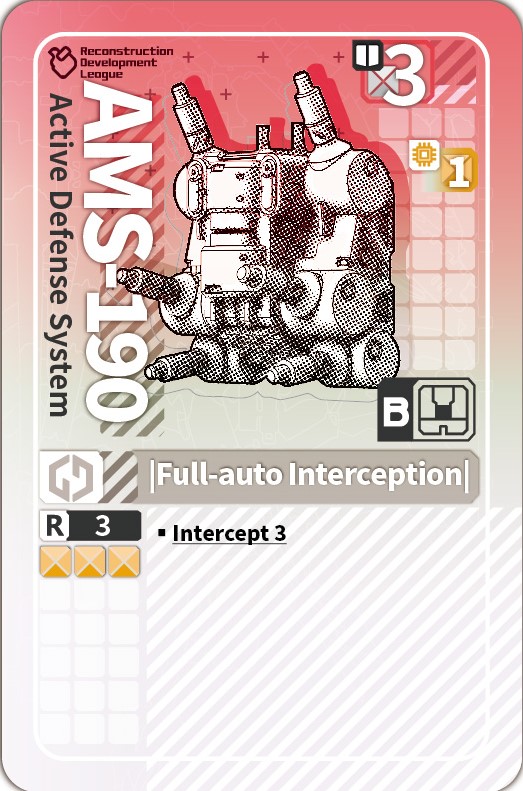 Reconstruction
Development
League
3
AMS-190
Active Defense System
1
B
|Full-auto Interception|
R 3
▪ Intercept 3